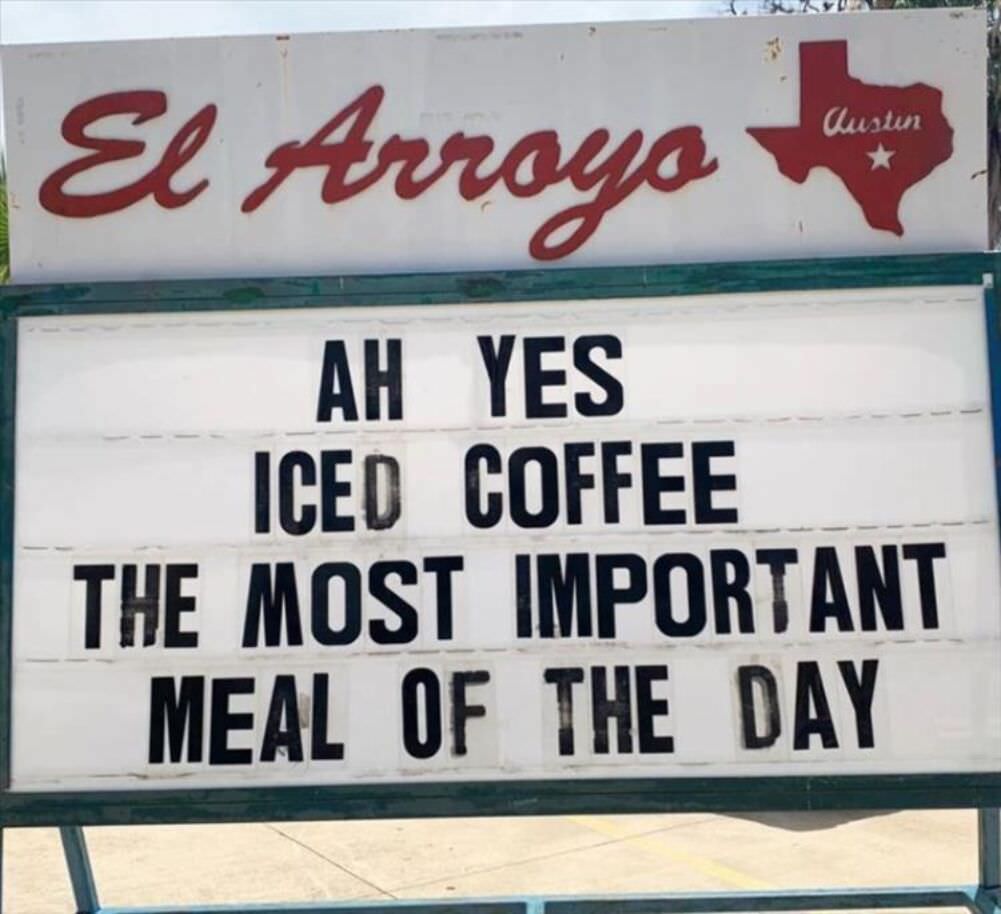 El Arroyo
Austin
AH YES
ICED COFFEE
THE MOST IMPORTANT
MEAL OF THE DAY